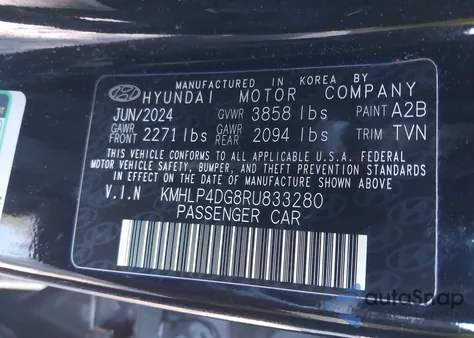 MANUFACTURED IN KOREA BY
HYUNDAI MOTOR COMPANY
JUN/2024 GVWR 3858 lbs PAINT A2B
GAWR FRONT 2271 lbs GAWR REAR 2094 lbs TRIM TVN
THIS VEHICLE CONFORMS TO ALL APPLICABLE U.S.A. FEDERAL
MOTOR VEHICLE SAFETY, BUMPER, AND THEFT PREVENTION STANDARDS
IN EFFECT ON THE DATE OF MANUFACTURE SHOWN ABOVE.
V.I.N KMHLP4DG8RU833280
PASSENGER CAR
autoSnap